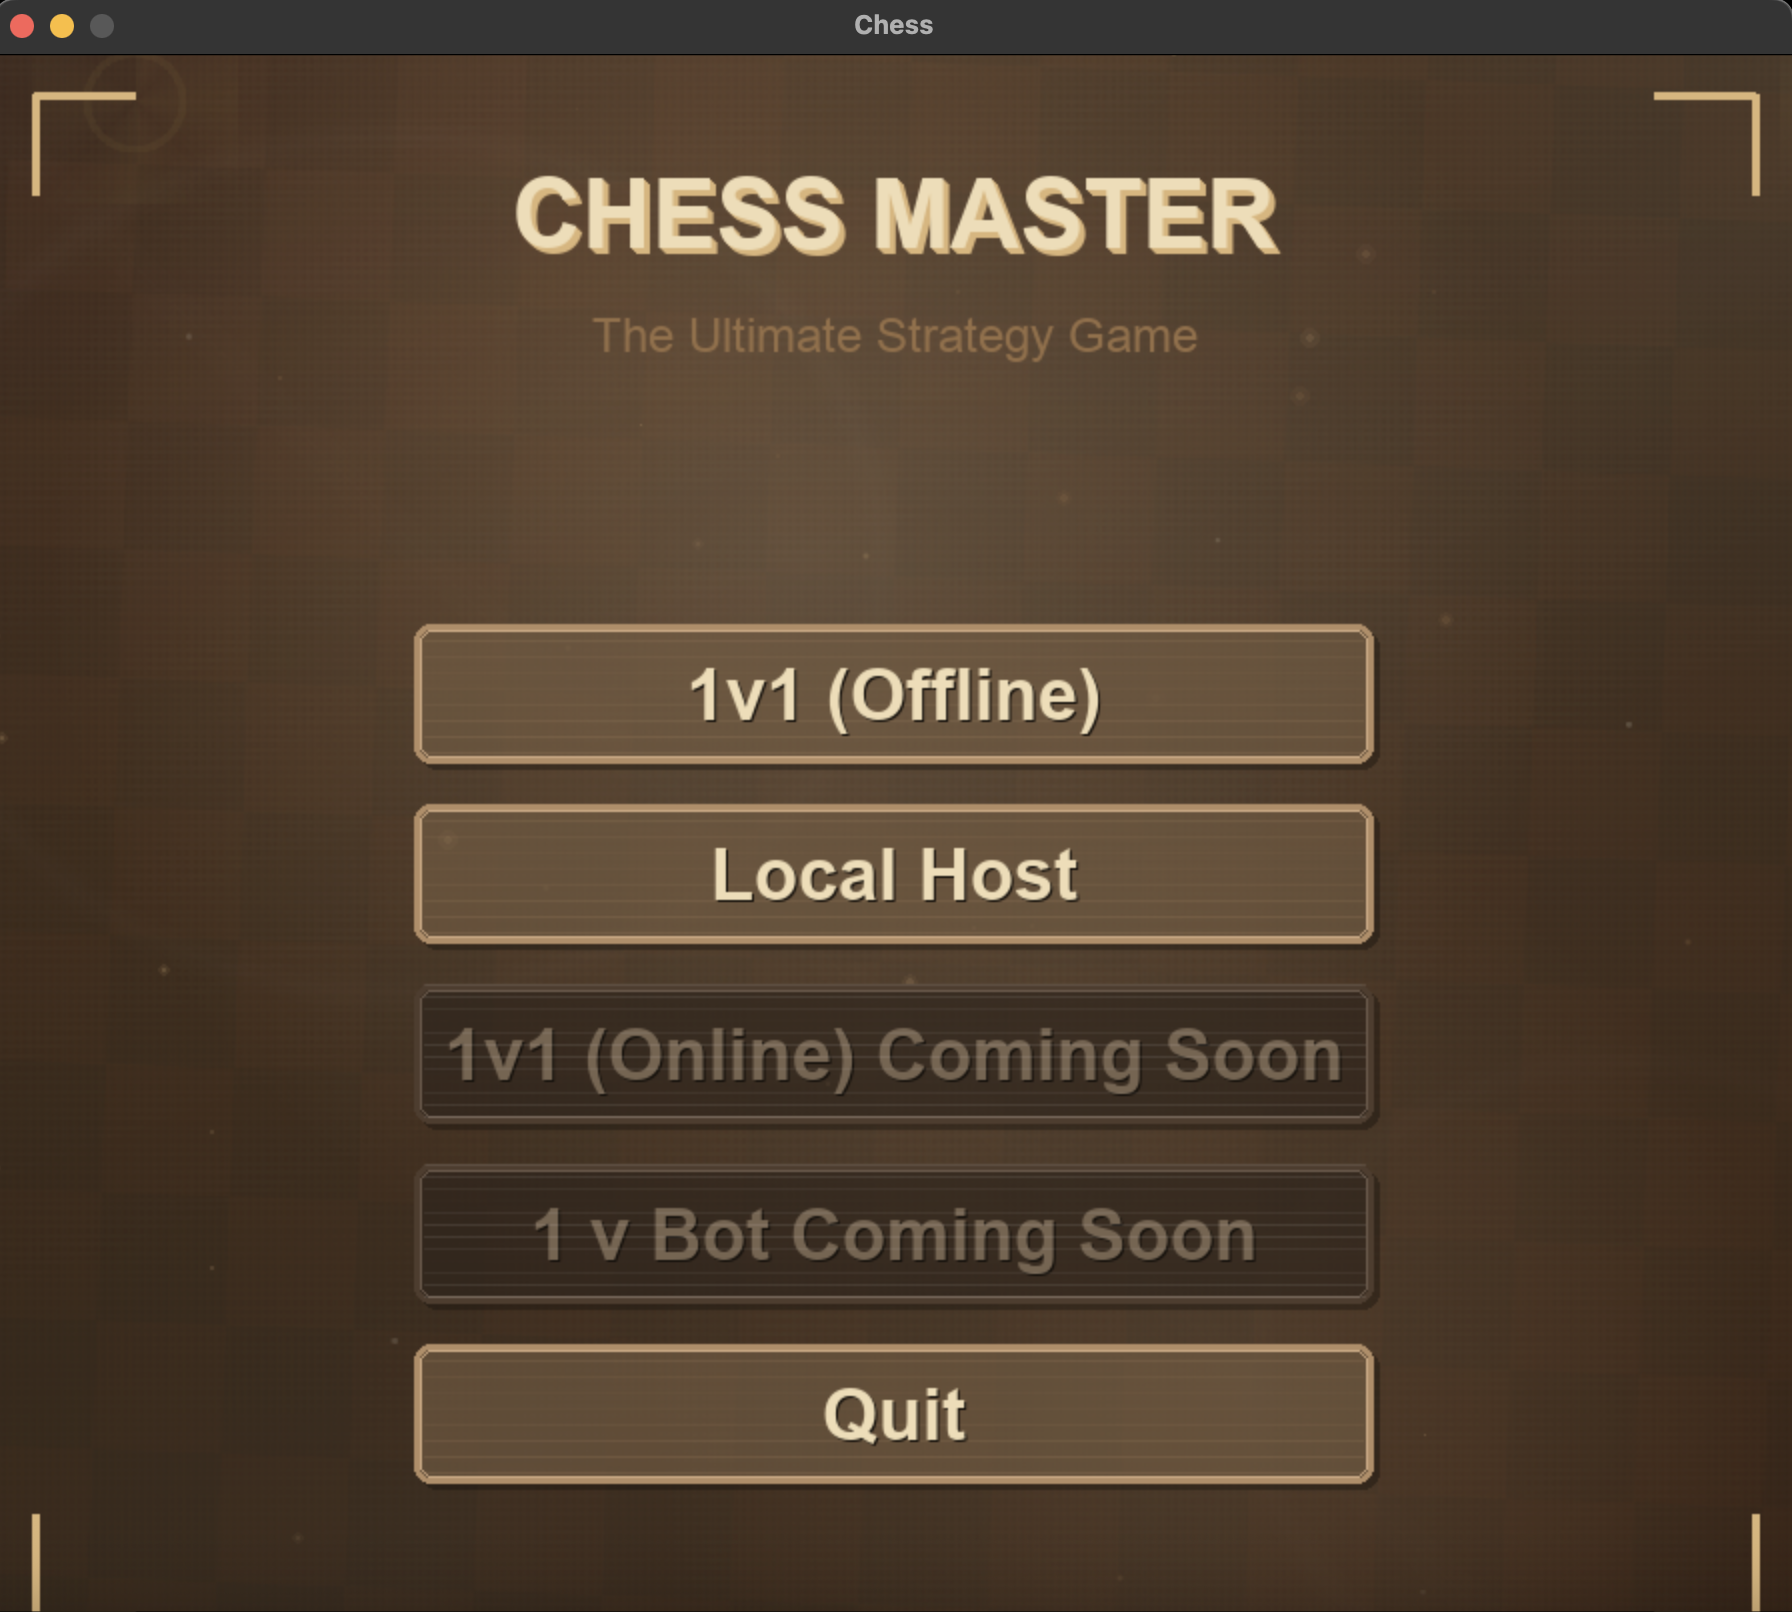 Chess
CHESS MASTER
The Ultimate Strategy Game
1v1 (Offline)
Local Host
1v1 (Online) Coming Soon
1 v Bot Coming Soon
Quit